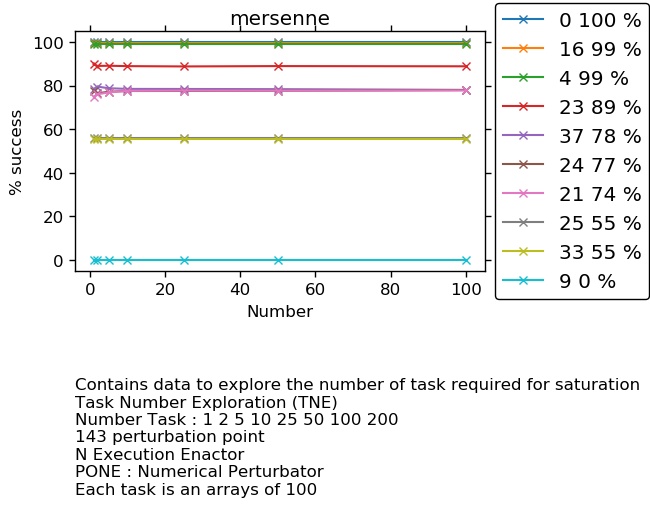 mersenne
100
80
60
40
20
0
% success
0 20 40 60 80 100
Number
0 100 %
16 99 %
4 99 %
23 89 %
37 78 %
24 77 %
21 74 %
25 55 %
33 55 %
9 0 %
Contains data to explore the number of task required for saturation
Task Number Exploration (TNE)
Number Task : 1 2 5 10 25 50 100 200
143 perturbation point
N Execution Enactor
PONE : Numerical Perturbator
Each task is an arrays of 100